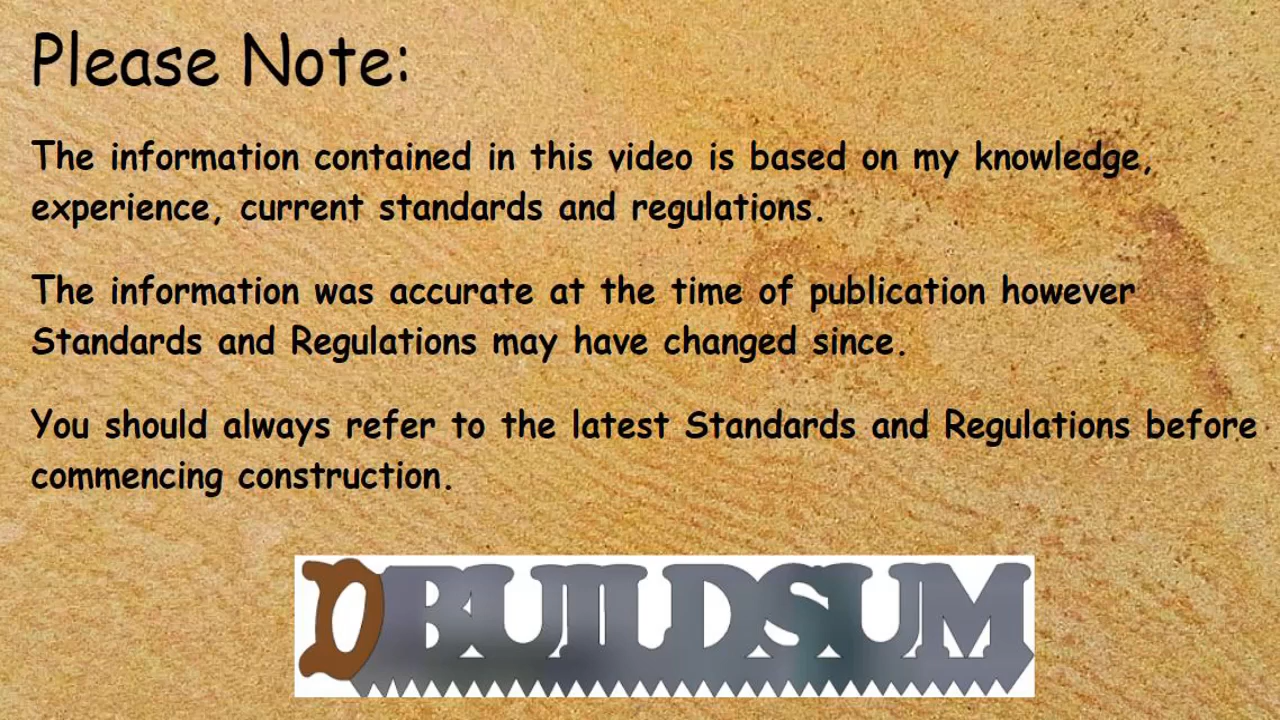 Please Note:
The information contained in this video is based on my knowledge,
experience, current standards and regulations.
The information was accurate at the time of publication however
Standards and Regulations may have changed since.
You should always refer to the latest Standards and Regulations before
commencing construction.
BUILDSUM